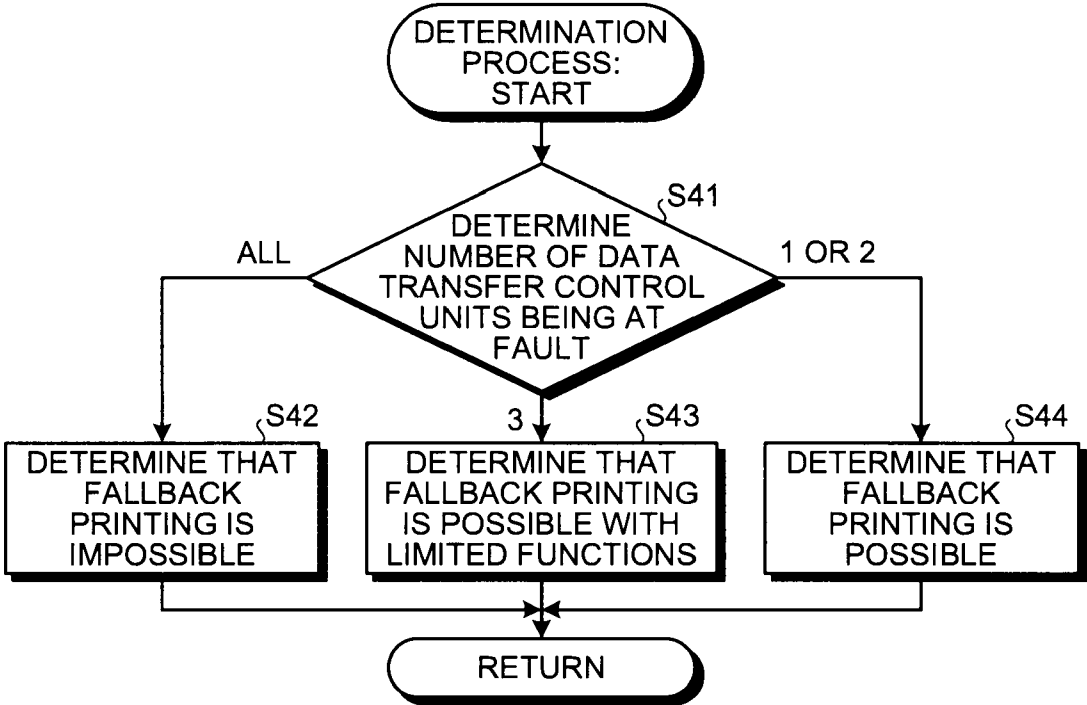 DETERMINATION
PROCESS:
START
S41
DETERMINE
NUMBER OF DATA
TRANSFER CONTROL
UNITS BEING AT
FAULT
ALL
1 OR 2
3
S42
DETERMINE THAT
FALLBACK
PRINTING IS
IMPOSSIBLE
S43
DETERMINE THAT
FALLBACK PRINTING
IS POSSIBLE WITH
LIMITED FUNCTIONS
S44
DETERMINE THAT
FALLBACK
PRINTING IS
POSSIBLE
RETURN